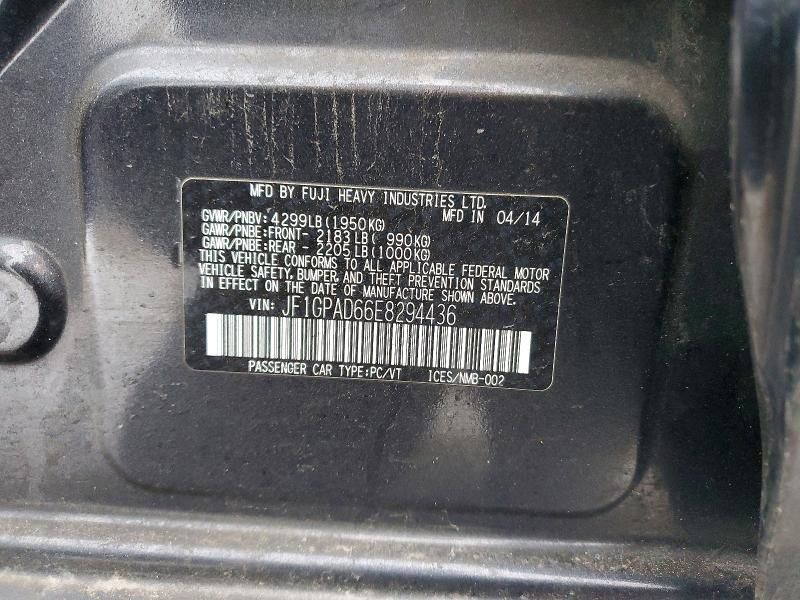 MFD BY FUJI HEAVY INDUSTRIES LTD.
GVWR/PNBV: 4299LB(1950KG) MFD IN 04/14
GAWR/PNBE:FRONT- 2183LB( 990KG)
GAWR/PNBE:REAR - 2205LB(1000KG)
THIS VEHICLE CONFORMS TO ALL APPLICABLE FEDERAL MOTOR
VEHICLE SAFETY, BUMPER, AND THEFT PREVENTION STANDARDS
IN EFFECT ON THE DATE OF MANUFACTURE SHOWN ABOVE.
VIN: JF1GPAD66E8294436
PASSENGER CAR TYPE:PC/VT ICES/NMB-002